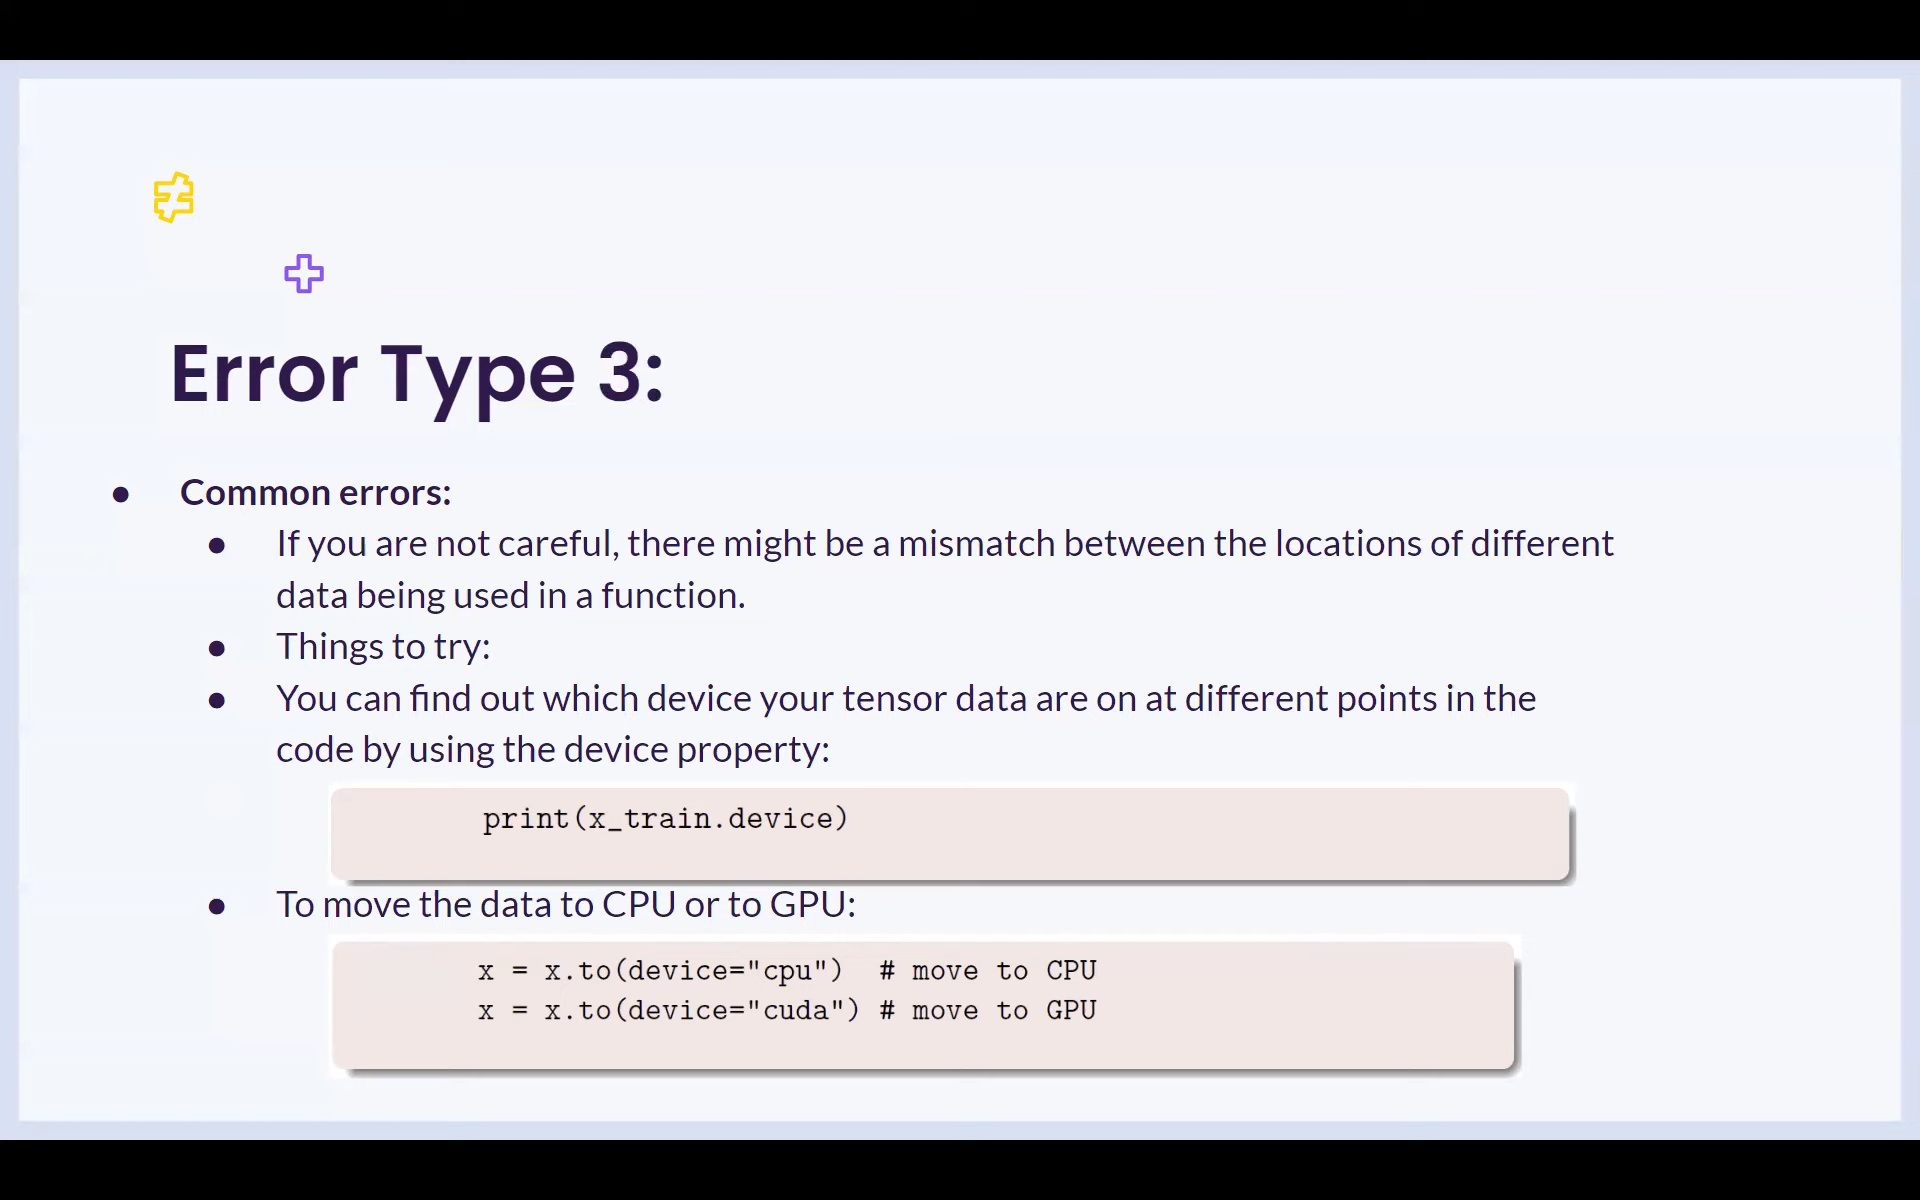 Error Type 3:
● Common errors:
● If you are not careful, there might be a mismatch between the locations of different
data being used in a function.
● Things to try:
● You can find out which device your tensor data are on at different points in the
code by using the device property:
print(x_train.device)
● To move the data to CPU or to GPU:
x = x.to(device="cpu")  # move to CPU
x = x.to(device="cuda") # move to GPU